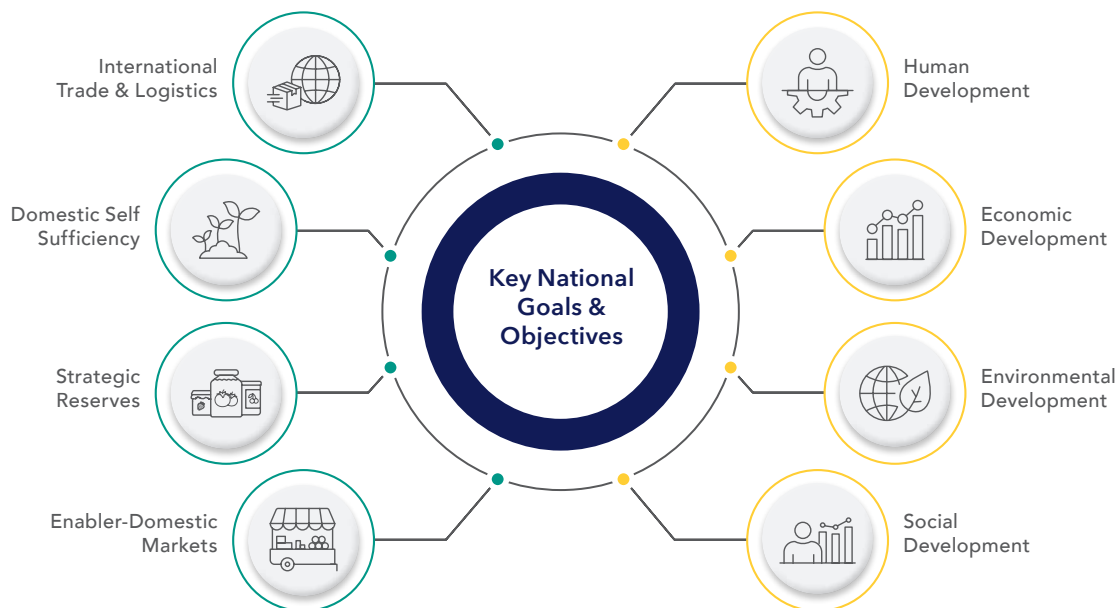 International
Trade & Logistics
Domestic Self
Sufficiency
Strategic
Reserves
Enabler-Domestic
Markets
Key National
Goals &
Objectives
Human
Development
Economic
Development
Environmental
Development
Social
Development